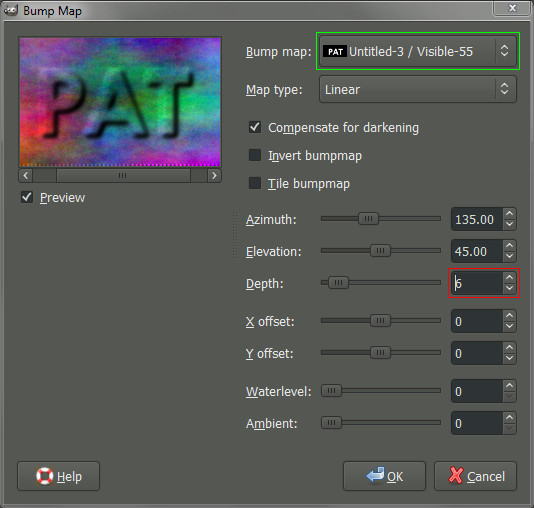 Bump Map
PAT
Preview
Bump map: PAT Untitled-3 / Visible-55
Map type: Linear
Compensate for darkening
Invert bumpmap
Tile bumpmap
Azimuth: 135.00
Elevation: 45.00
Depth: 6
X offset: 0
Y offset: 0
Waterlevel: 0
Ambient: 0
Help OK Cancel